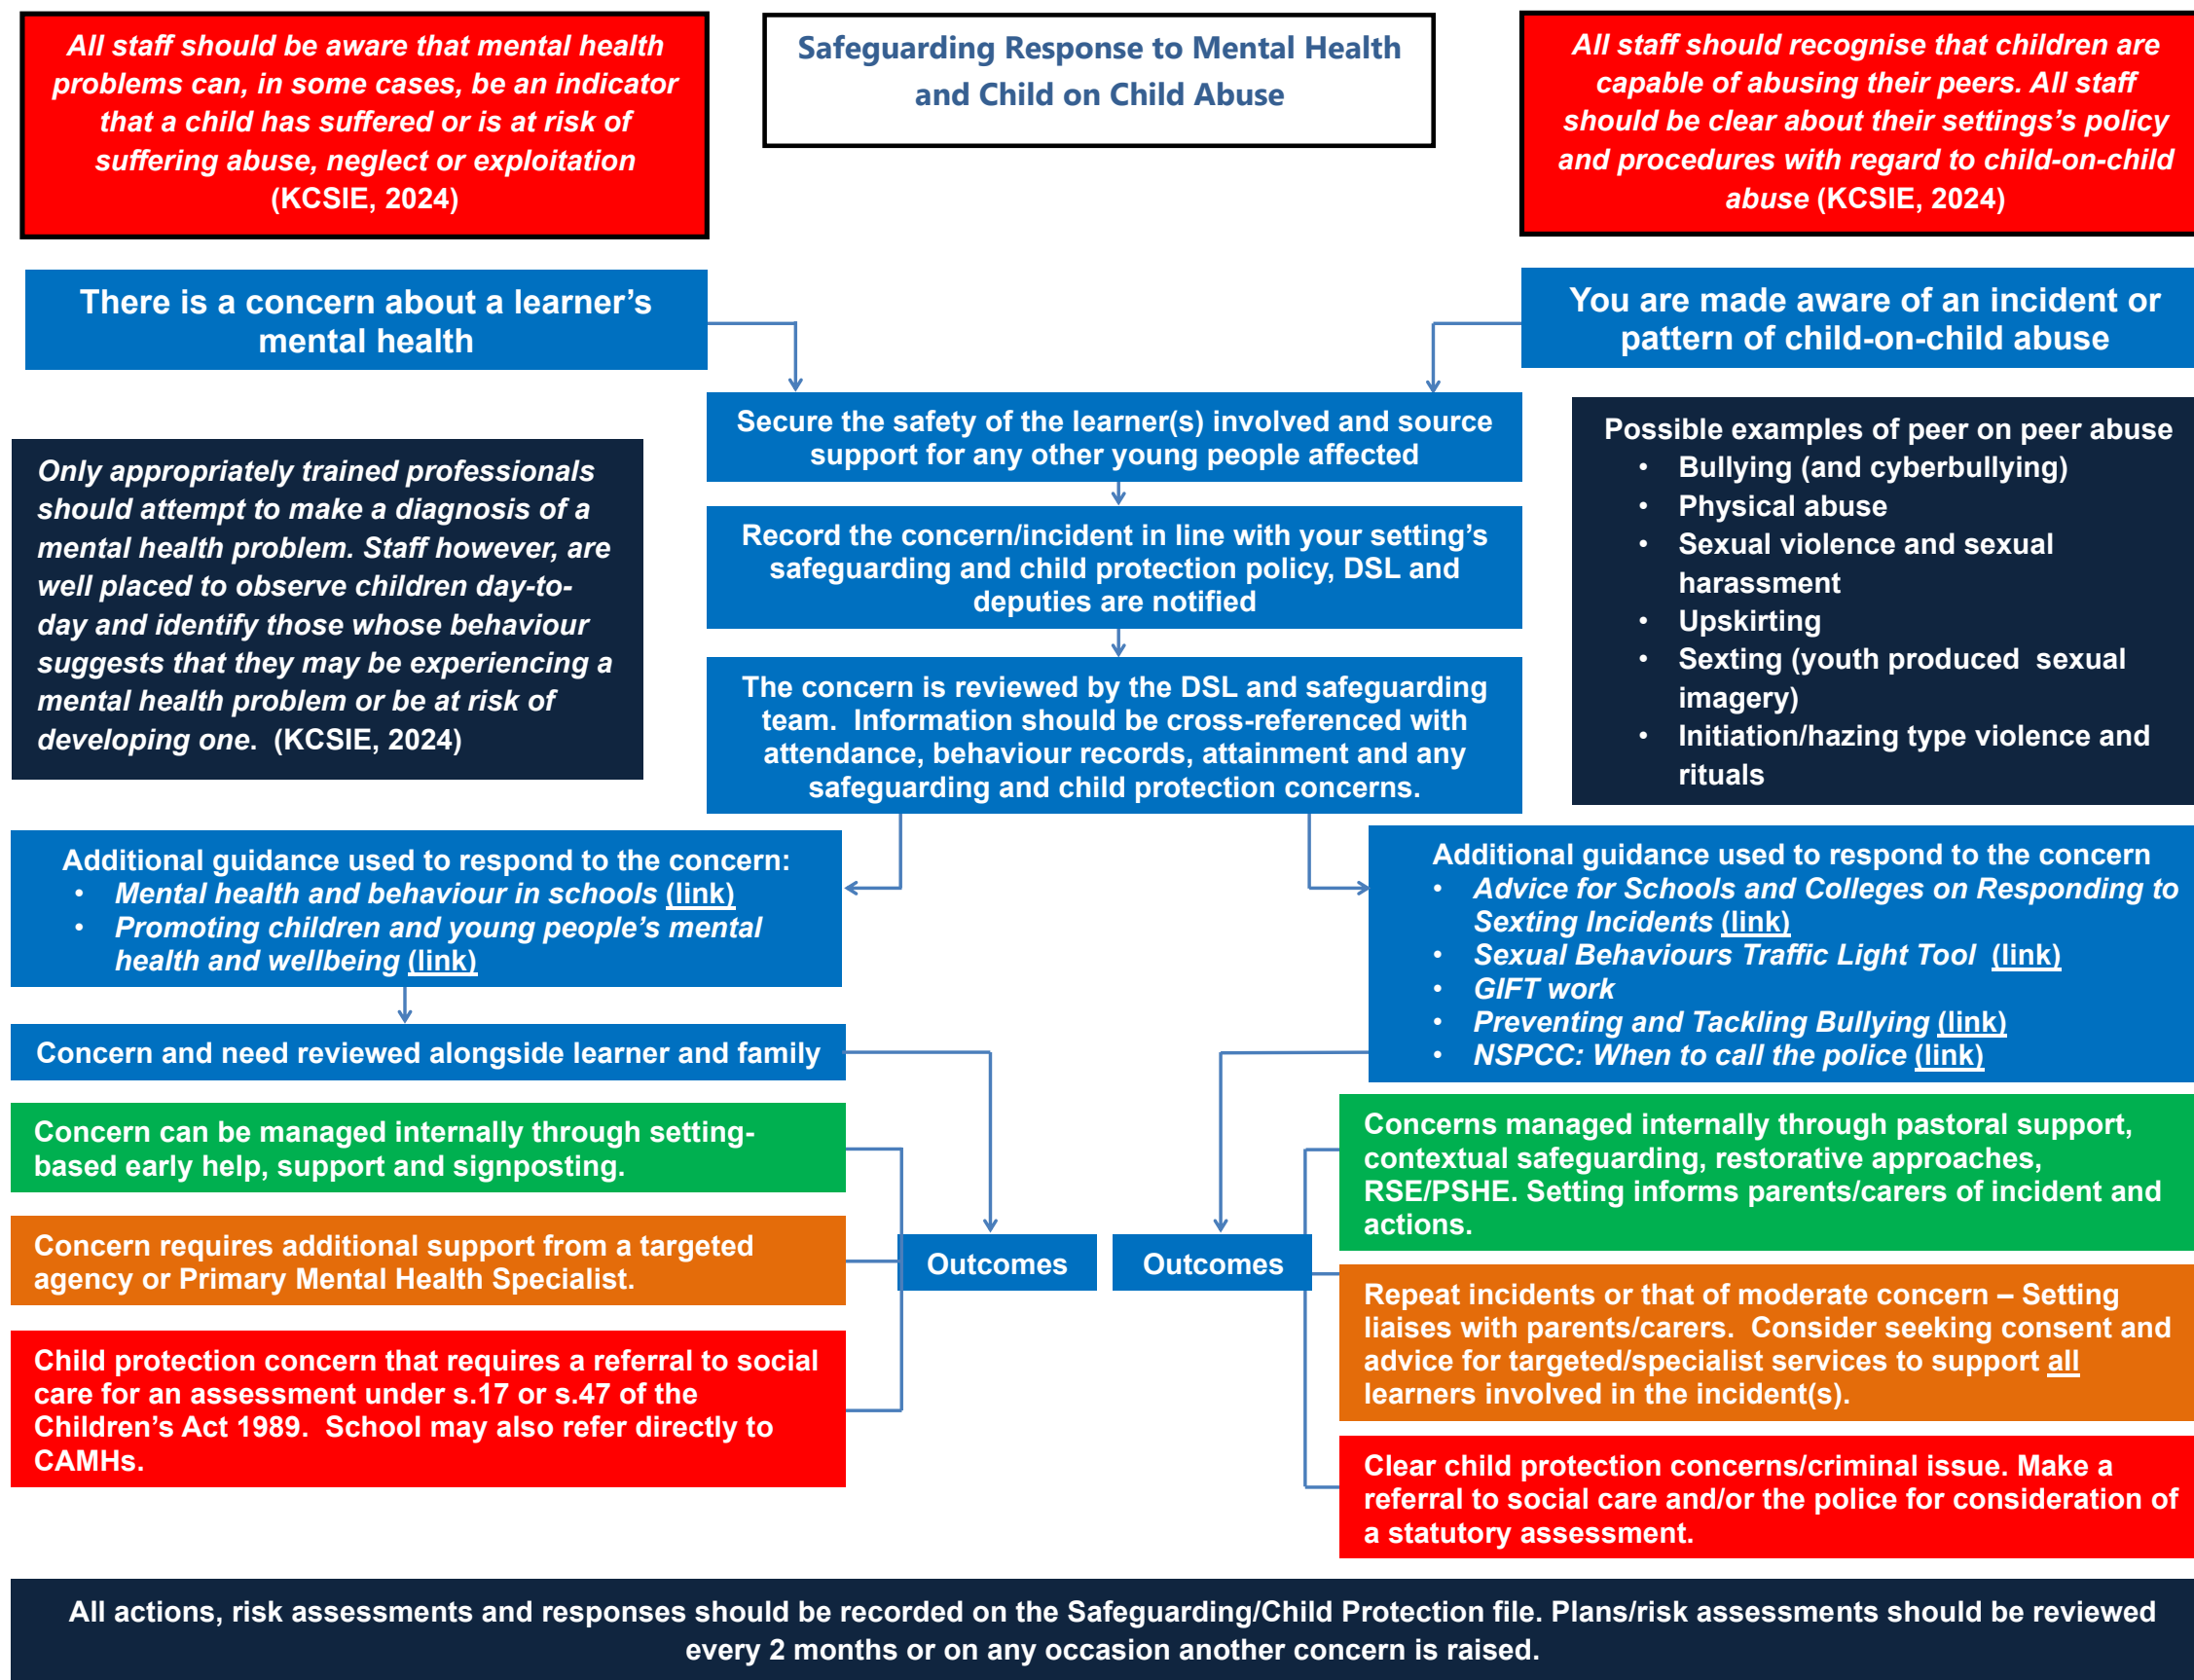 All staff should be aware that mental health
problems can, in some cases, be an indicator
that a child has suffered or is at risk of
suffering abuse, neglect or exploitation
(KCSIE, 2024)
Safeguarding Response to Mental Health
and Child on Child Abuse
All staff should recognise that children are
capable of abusing their peers. All staff
should be clear about their settings's policy
and procedures with regard to child-on-child
abuse (KCSIE, 2024)
There is a concern about a learner's
mental health
You are made aware of an incident or
pattern of child-on-child abuse
Secure the safety of the learner(s) involved and source
support for any other young people affected
Only appropriately trained professionals
should attempt to make a diagnosis of a
mental health problem. Staff however, are
well placed to observe children day-to-
day and identify those whose behaviour
suggests that they may be experiencing a
mental health problem or be at risk of
developing one.  (KCSIE, 2024)
Record the concern/incident in line with your setting's
safeguarding and child protection policy, DSL and
deputies are notified
The concern is reviewed by the DSL and safeguarding
team.  Information should be cross-referenced with
attendance, behaviour records, attainment and any
safeguarding and child protection concerns.
Possible examples of peer on peer abuse
• Bullying (and cyberbullying)
• Physical abuse
• Sexual violence and sexual
harassment
• Upskirting
• Sexting (youth produced  sexual
imagery)
• Initiation/hazing type violence and
rituals
Additional guidance used to respond to the concern:
• Mental health and behaviour in schools (link)
• Promoting children and young people's mental
health and wellbeing (link)
Additional guidance used to respond to the concern
• Advice for Schools and Colleges on Responding to
Sexting Incidents (link)
• Sexual Behaviours Traffic Light Tool  (link)
• GIFT work
• Preventing and Tackling Bullying (link)
• NSPCC: When to call the police (link)
Concern and need reviewed alongside learner and family
Concern can be managed internally through setting-
based early help, support and signposting.
Concern requires additional support from a targeted
agency or Primary Mental Health Specialist.
Child protection concern that requires a referral to social
care for an assessment under s.17 or s.47 of the
Children's Act 1989.  School may also refer directly to
CAMHs.
Outcomes
Outcomes
Concerns managed internally through pastoral support,
contextual safeguarding, restorative approaches,
RSE/PSHE. Setting informs parents/carers of incident and
actions.
Repeat incidents or that of moderate concern – Setting
liaises with parents/carers.  Consider seeking consent and
advice for targeted/specialist services to support all
learners involved in the incident(s).
Clear child protection concerns/criminal issue. Make a
referral to social care and/or the police for consideration of
a statutory assessment.
All actions, risk assessments and responses should be recorded on the Safeguarding/Child Protection file. Plans/risk assessments should be reviewed
every 2 months or on any occasion another concern is raised.